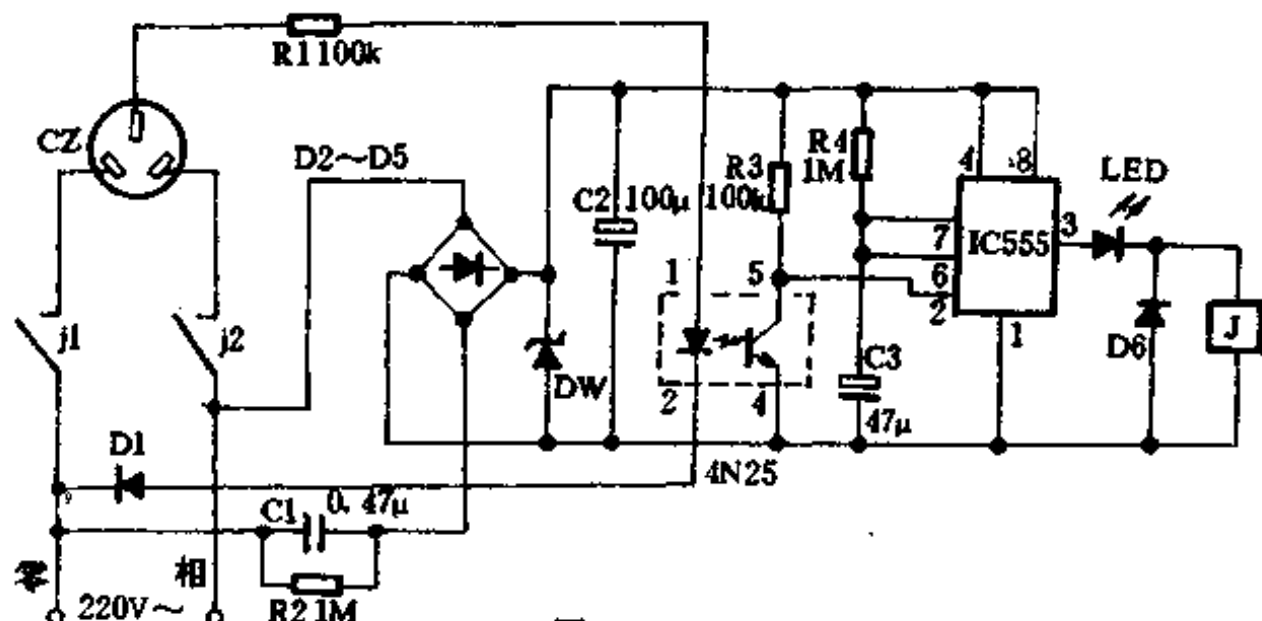 R1 100k
CZ
D2～D5
R4
1M
R3
100k
C2
100μ
4
8
LED
3
7
IC555
6
2
1
5
1
j1
j2
DW
D6
J
C3
47μ
2
4
4N25
D1
C1
0.47μ
零
相
220V～
R2 1M